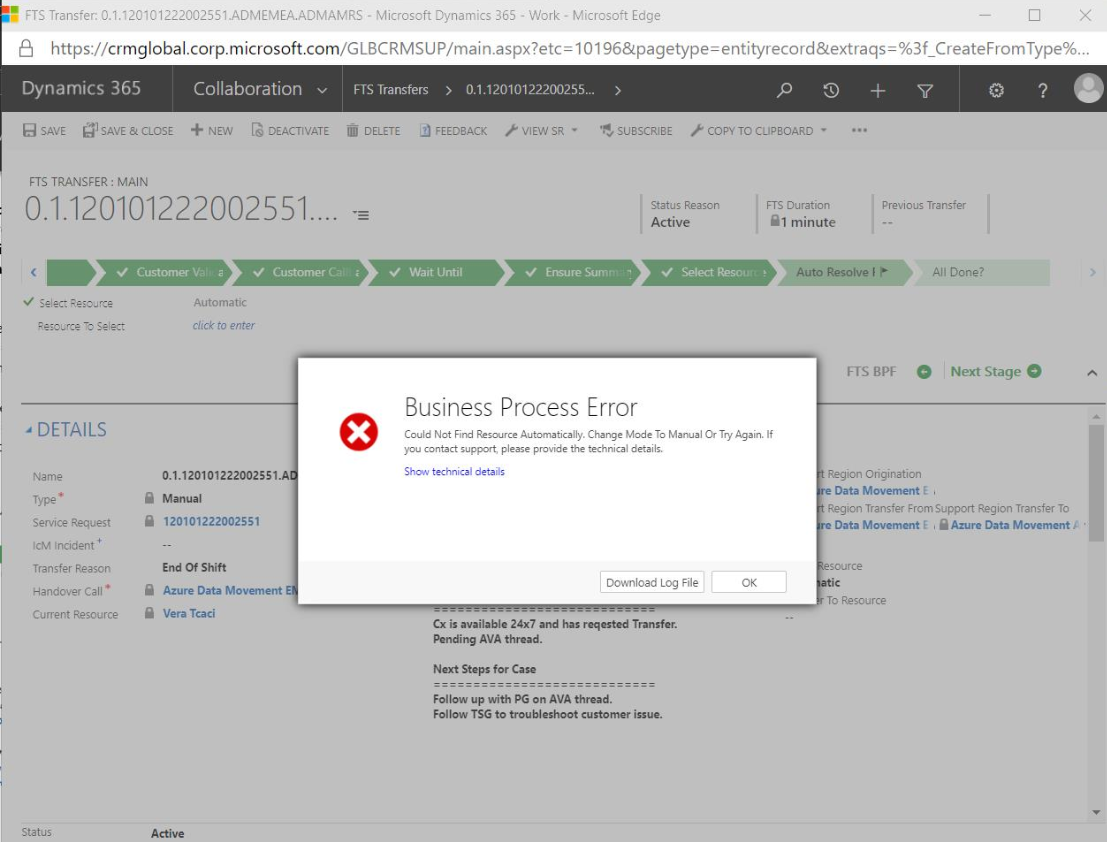 FTS Transfer: 0.1.120101222002551.ADMEMEA.ADMAMRS - Microsoft Dynamics 365 - Work - Microsoft Edge
https://crmglobal.corp.microsoft.com/GLBCRMSUP/main.aspx?etc=10196&pagetype=entityrecord&extraqs=%3f_CreateFromType%...
Dynamics 365 Collaboration FTS Transfers 0.1.12010122200255...
SAVE SAVE & CLOSE NEW DEACTIVATE DELETE FEEDBACK VIEW SR SUBSCRIBE COPY TO CLIPBOARD
FTS TRANSFER : MAIN
0.1.120101222002551....
Status Reason FTS Duration Previous Transfer
Active 1 minute --
Customer Customer Wait Until Ensure Select Auto Resolve All Done?
Select Resource Automatic
Resource To Select click to enter
FTS BPF Next Stage
Business Process Error
Could Not Find Resource Automatically. Change Mode To Manual Or Try Again. If
you contact support, please provide the technical details.
Show technical details
Download Log File OK
DETAILS
Name 0.1.120101222002551.AD
Type* Manual
Service Request 120101222002551
IcM Incident+ --
Transfer Reason End Of Shift
Handover Call* Azure Data Movement
Current Resource Vera Tcaci
Region Origination
Data Movement
Region Transfer From Support Region Transfer To
Data Movement Azure Data Movement
Resource
To Resource
--
============================
Cx is available 24x7 and has reqested Transfer.
Pending AVA thread.
Next Steps for Case
============================
Follow up with PG on AVA thread.
Follow TSG to troubleshoot customer issue.
Status Active